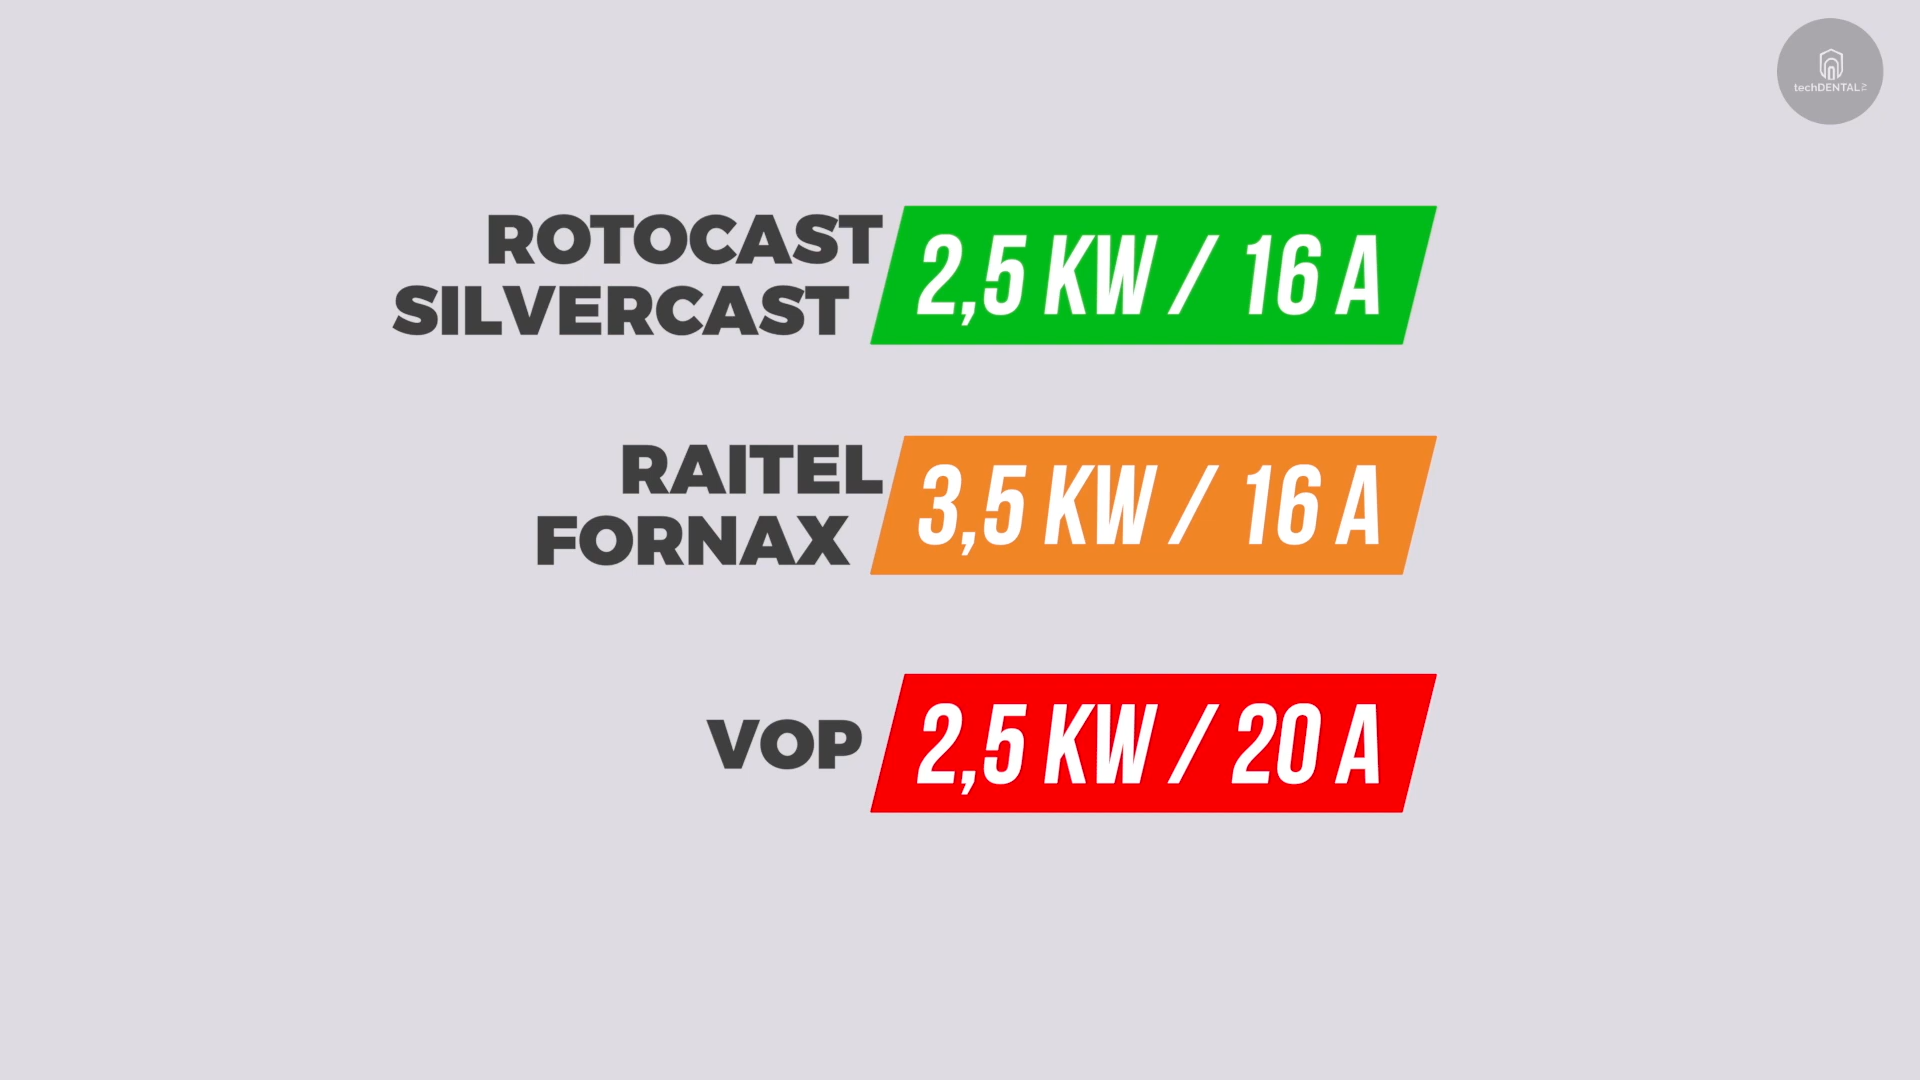 techDENTAL
ROTOCAST
SILVERCAST
2,5 KW / 16 A
RAITEL
FORNAX
3,5 KW / 16 A
VOP
2,5 KW / 20 A